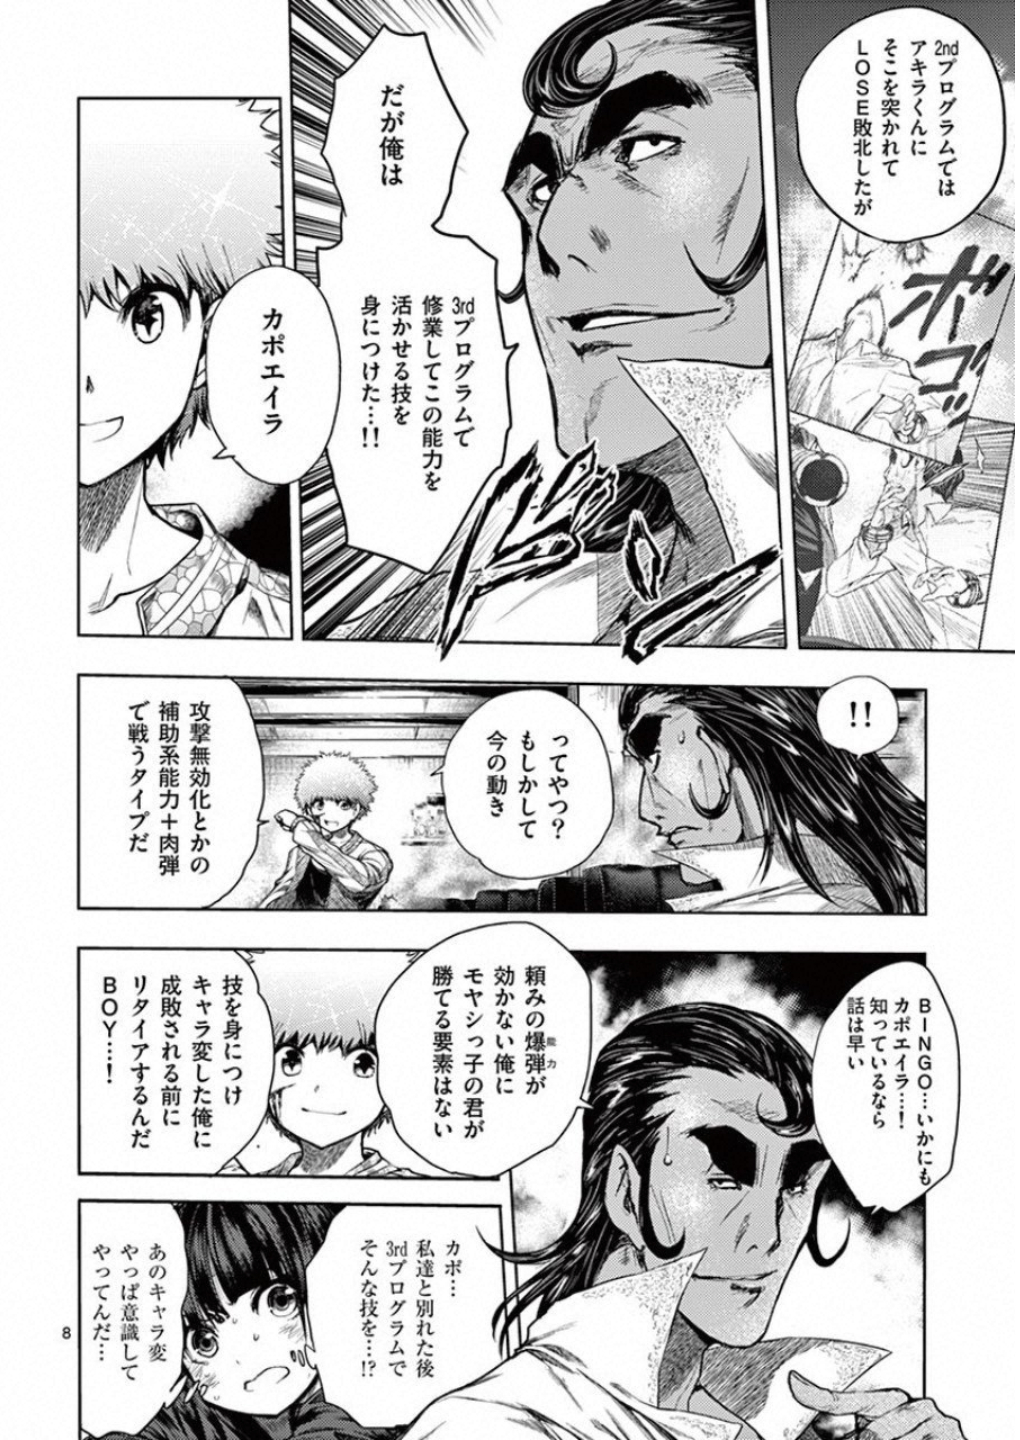 2ndプログラムでは
アキラくんに
そこを突かれて
LOSE敗北したが
ボゴ
だが俺は
3rdプログラムで
修業してこの能力を
活かせる技を
身につけた…!!
カポエイラ
!!
ってやつ?
もしかして
今の動き
攻撃無効化とかの
補助系能力+肉弾
で戦うタイプだ
BINGO…いかにも
カポエイラ…!
知っているなら
話は早い
頼みの爆弾が
能力
効かない俺に
モヤシっ子の君が
勝てる要素はない
技を身につけ
キャラ変した俺に
成敗される前に
リタイアするんだ
BOY…!
カポ…
私達と別れた後
3rdプログラムで
そんな技を…!?
あのキャラ変
やっぱ意識して
やってんだ…
8